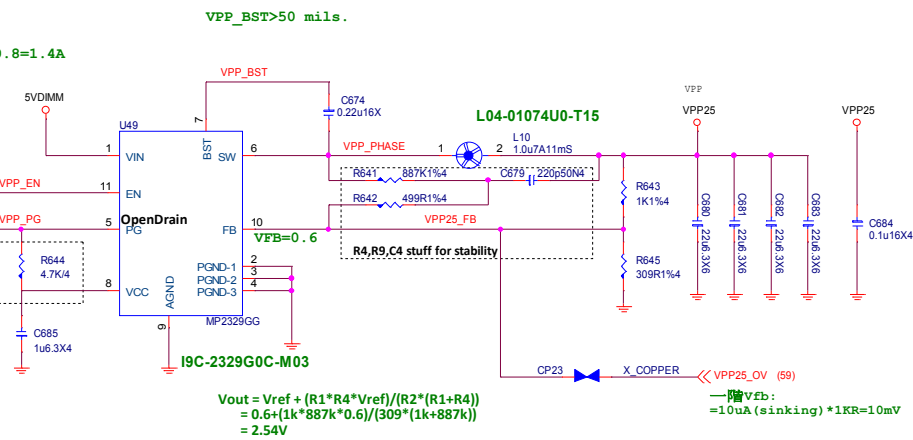 VPP_BST>50 mils.
0.8=1.4A
VPP_BST
5VDIMM
C674
0.22u16X
VPP
VPP25
VPP25
L04-01074U0-T15
U49
7
BST
1
VIN
SW
6
VPP_PHASE
1
2
L10
1.0u7A11mS
R641
887K1%4
C679
220p50N4
VPP_EN
11
EN
R642
499R1%4
R643
1K1%4
C680
22u6.3X6
C681
22u6.3X6
C682
22u6.3X6
C683
22u6.3X6
C684
0.1u16X4
VPP_PG
5
OpenDrain
PG
FB
10
VPP25_FB
VFB=0.6
R4,R9,C4 stuff for stability
R644
4.7K/4
R645
309R1%4
PGND-1
2
PGND-2
3
PGND-3
4
8
VCC
AGND
9
MP2329GG
C685
1u6.3X4
I9C-2329G0C-M03
CP23
X_COPPER
VPP25_OV (59)
Vout = Vref + (R1*R4*Vref)/(R2*(R1+R4))
= 0.6+(1k*887k*0.6)/(309*(1k+887k))
= 2.54V
一階Vfb:
=10uA(sinking)*1KR=10mV